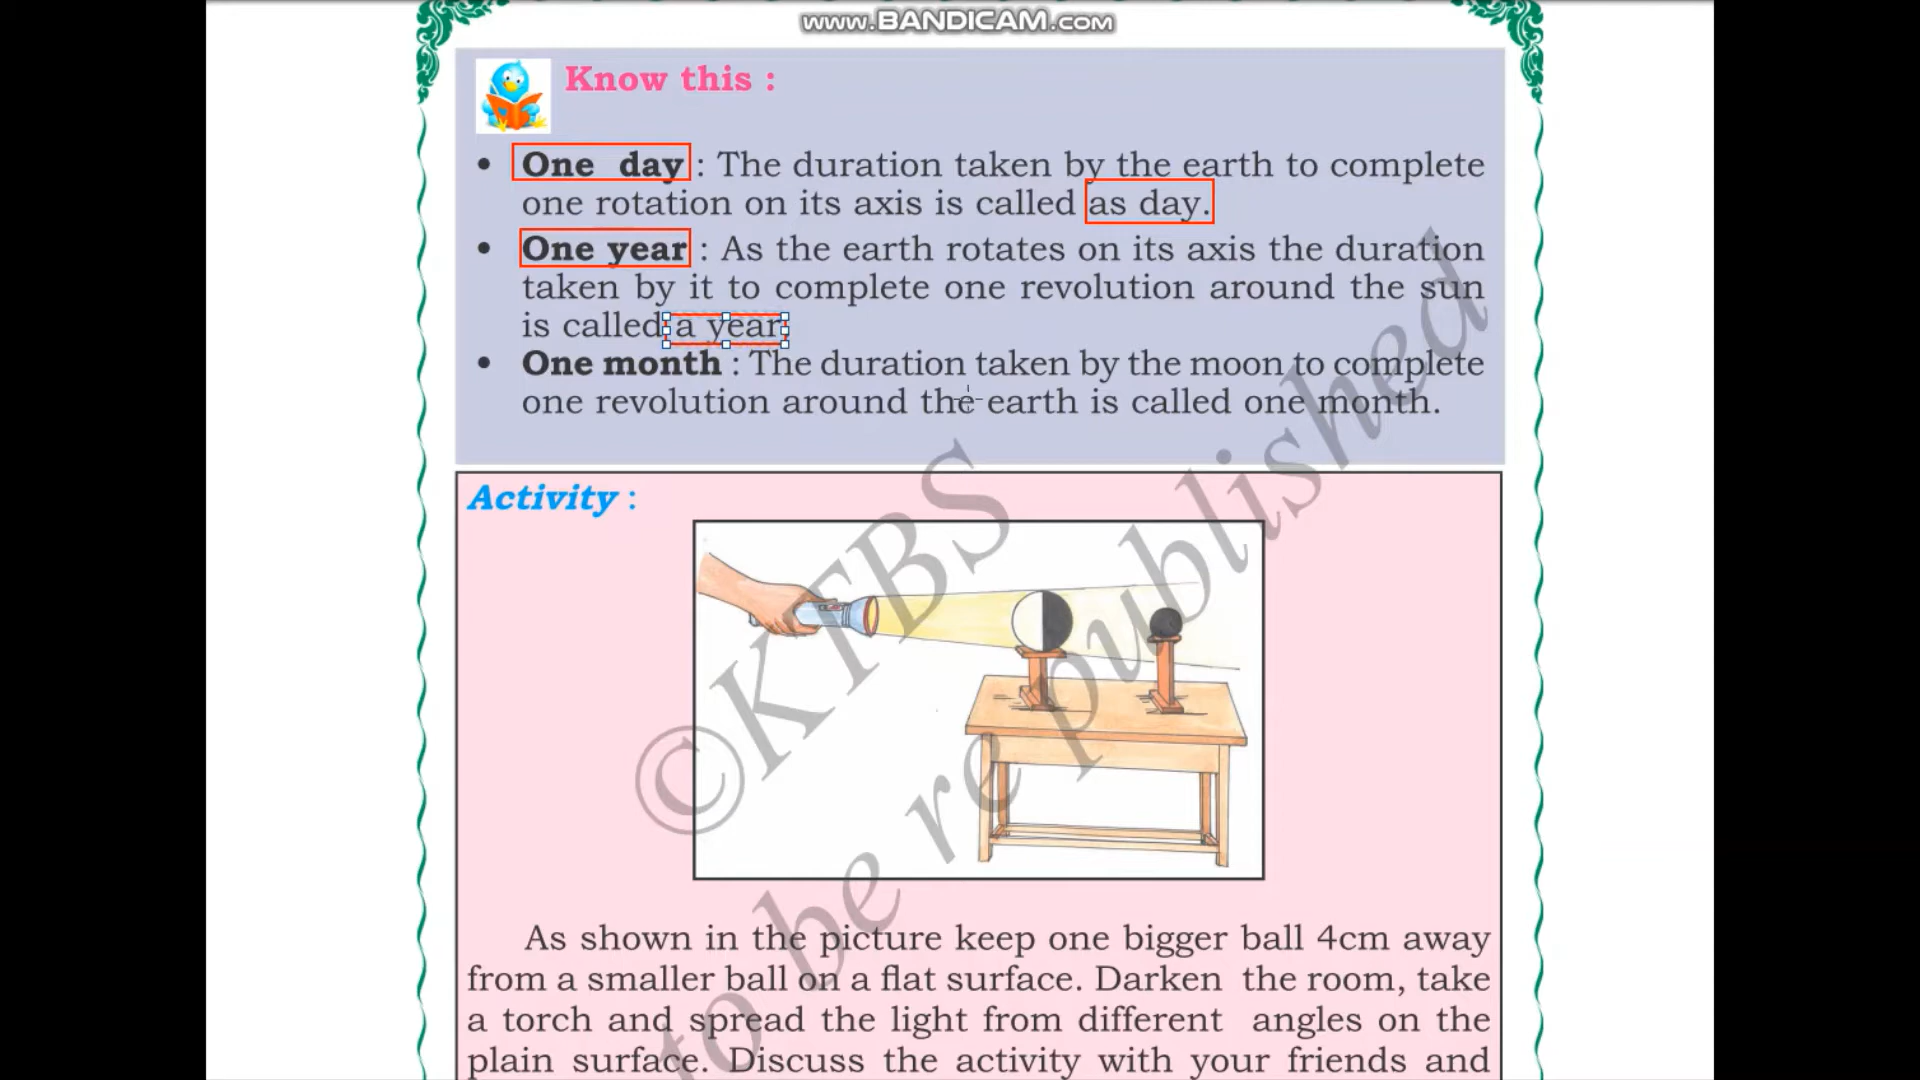 www.BANDICAM.com
Know this :
• One day : The duration taken by the earth to complete
one rotation on its axis is called as day.
• One year : As the earth rotates on its axis the duration
taken by it to complete one revolution around the sun
is called a year
• One month : The duration taken by the moon to complete
one revolution around the earth is called one month.
Activity :
©KTBS
to be republished
As shown in the picture keep one bigger ball 4cm away
from a smaller ball on a flat surface. Darken the room, take
a torch and spread the light from different angles on the
plain surface. Discuss the activity with your friends and